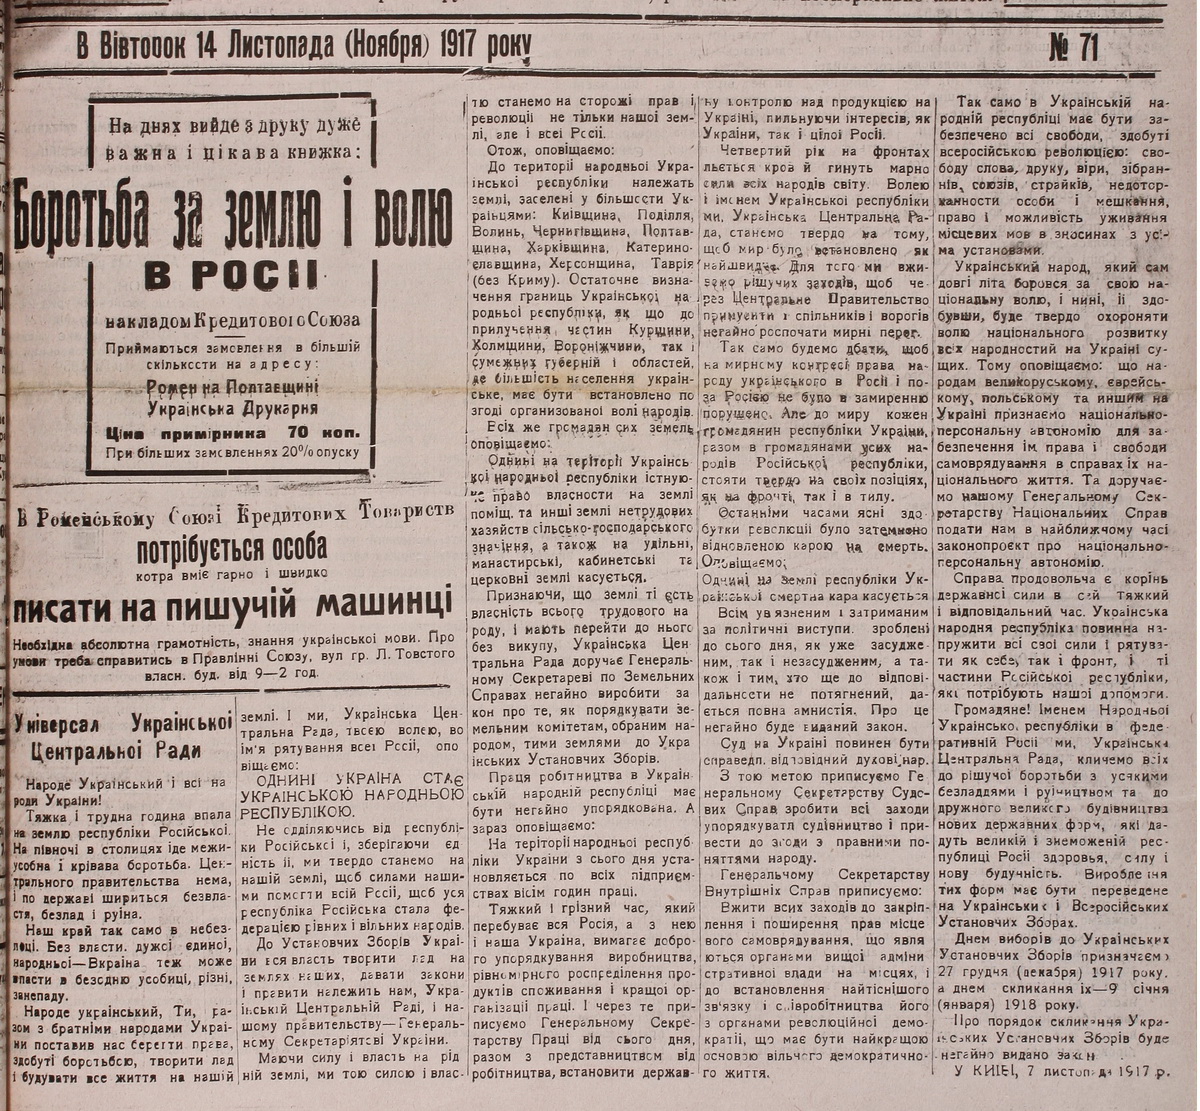 В Вівторок 14 Листопада (Ноября) 1917 року
№ 71
На днях вийде з друку дуже
важна і цікава книжка:
Боротьба за землю і волю
В РОСІІ
накладом Кредитового Союза
Приймаються замовлення в більшій
скількости на адресу:
Ромен на Полтавщині
Українська Друкарня
Ціна примірника 70 коп.
При більших замовленнях 20% опуску
В Роменському Союзі Кредитових Товариств
потрібується особа
котра вміє гарно і швидко
писати на пишучій машинці
Необхідна абсолютна грамотність, знання української мови. Про
умови треба справитись в Правлінні Союзу, вул гр. Л. Товстого
власн. буд. від 9—2 год.
Універсал Української
Центральної Ради
Народе Український і всі на
роди України!
Тяжка і трудна година впала
на землю республіки Російської.
На півночі в столицях іде межи-
усобна і крівава боротьба. Цен-
трального правительства нема,
і по державі шириться безвла-
стя, безлад і руїна.
Наш край так само в небез-
пеці. Без власти. дужої єдиної,
народньої—Вкраїна теж може
впасти в безодню усобиці, різні,
занепаду.
Народе український, Ти, ра-
зом з братніми народами Украї-
ни поставив нас берегти права,
здобуті боротьбою, творити лад
і будувати все життя на нашій
землі. І ми, Українська Цен-
тральна Рада, твоєю волею, во
ім'я рятування всеї Росії, опо
віщаємо:
ОДНИНІ УКРАЇНА СТАЄ
УКРАЇНСЬКОЮ НАРОДНЬОЮ
РЕСПУБЛІКОЮ.
Не одділяючись від республі-
ки Російської і, зберігаючи єд
ність її, ми твердо станемо на
нашій землі, щоб силами наши-
ми помогти всій Росії, щоб уся
республіка Російська стала фе-
дерацією рівних і вільних народів.
До Установчих Зборів Украї-
ни вся власть творити лад на
землях наших, давати закони
і правити належить нам, Укра-
їнській Центральній Раді, і на-
шому правительству—Генераль-
ному Секретаріятові України.
Маючи силу і власть на рід
ній землі, ми тою силою і влас-
тю станемо на сторожі прав і
революції не тільки нашої зем-
лі, але і всеї Росії.
Отож, оповіщаємо:
До території народньої Укра-
їнської республіки належать
землі, заселені у більшости Ук-
раїнцями: Київщина, Поділля,
Волинь, Чернигівщина, Полтав-
щина, Харківщина, Катерино-
славщина, Херсонщина, Таврія
(без Криму). Остаточне визна-
чення границь Української на-
родньої республіки, як що до
прилучення частин Курщини,
Холмщини, Вороніжчини, так і
сумежних губерній і областей,
де більшість населення україн-
ське, має бути встановлено по
згоді организованої волі народів.
Всіх же громадян сих земель
оповіщаємо:
Однині на території Українсь
кої народньої республіки істную-
че право власности на землі
поміщ. та инші землі нетрудових
хазяйств сільсько-господарського
значіння, а також на удільні,
манастирські, кабинетські та
церковні землі касується.
Признаючи, що землі ті єсть
власність всього трудового на
роду, і мають перейти до нього
без викупу, Українська Цен
тральна Рада доручає Генераль-
ному Секретареві по Земельних
Справах негайно виробити за
кон про те, як порядкувати зе-
мельним комітетам, обраним на-
родом, тими землями до Укра
їнських Установчих Зборів.
Праця робітництва в Україн
ській народній республіці має
бути негайно упорядкована. А
зараз оповіщаємо:
На території народньої респуб
ліки України з сього дня уста-
новляється по всіх підприєм-
ствах вісім годин праці.
Тяжкий і грізний час, який
перебуває вся Росія, а з нею
і наша Україна, вимагає добро-
го упорядкування виробництва,
рівномірного роспредеління про-
дуктів споживання і кращої ор-
ганізації праці. І через те при-
писуємо Генеральному Секре-
тарству Праці від сього дня,
разом з представництвом від
робітництва, встановити держав-
ну контролю над продукцією на
Україні, пильнуючи інтересів, як
України, так і цілої Росії.
Четвертий рік на фронтах
льється кров й гинуть марно
сили всіх народів світу. Волею
і іменем Української республіки
ми, Українська Центральна Ра-
да, станемо твердо на тому,
щоб мир було встановлено як
найшвидче. Для того ми вжи-
ємо рішучих заходів, щоб че-
рез Центральне Правительство
примусити і спільників і ворогів
негайно роспочати мирні перег.
Так само будемо дбати, щоб
на мирному конгресі права на-
роду українського в Росії і по-
за Росією не було в замиренню
порушено. Але до миру кожен
громадянин республіки України,
разом в громадянами усих на-
родів Російської республіки,
стояти твердо на своїх позиціях,
як на фронті, так і в тилу.
Останніми часами ясні здо
бутки революції було затемнено
відновленою карою на смерть.
Оповіщаємо;
Однині на землі республіки Ук-
раїнської смертна кара касується
Всім ув язненим і затриманим
за політичні виступи. зроблені
до сього дня, як уже засудже-
ним, так і незасудженим, а та-
кож і тим, хто ще до відпові-
дальности не потягнений, да-
ється повна амнистія. Про це
негайно буде виданий закон.
Суд на Україні повинен бути
справедл. відповідний духові нар.
З тою метою приписуємо Ге
неральному Секретарству Судо-
вих Справ зробити всі заходи
упорядкувати судівництво і при-
вести до згоди з правними по-
няттями народу.
Генеральному Секретарству
Внутрішніх Справ приписуємо:
Вжити всих заходів до закріп-
лення і поширення прав місце
вого самоврядування, що явля
ються органами вищої адміни
стративної влади на місцях, і
до встановлення найтіснішого
зв'язку і співробітництва його
з органами революційної демо-
кратії, що має бути найкращою
основою вільного демократично-
го життя.
Так само в Українській на-
родній республіці має бути за-
безпечено всі свободи, здобуті
всеросійською революцією: сво-
боду слова, друку, віри, зібран-
нів, союзів, страйків, недотор-
канности особи і мешкання,
право і можливість уживання
місцевих мов в зносинах з усі-
ма установами.
Український народ, який сам
довгі літа боровся за свою на-
ціональну волю, і нині, її здо-
бувши, буде твердо охороняти
волю національного розвитку
всіх народностий на Україні су-
щих. Тому оповіщаємо: що на-
родам великоруському, єврейсь-
кому, польському та иншим на
Україні признаємо національно-
персональну автономію для за-
безпечення їм права і свободи
самоврядування в справах їх на-
ціонального життя. Та доручає-
мо нашому Генеральному Сек-
ретарству Національних Справ
подати нам в найближчому часі
законопроєкт про національно-
персональну автономію.
Справа продовольча є корінь
державної сили в сей Тяжкий
і відповідальний час. Українська
народня республіка повинна на-
пружити всі свої сили і рятува-
ти як себе, так і фронт, і ті
частини Російської республіки,
які потрібують нашої допомоги.
Громадяне! Іменем Народньої
Українсько, республіки в феде-
ративній Росії ми, Українська
Центральна Рада, кличемо всіх
до рішучої боротьби з усякими
безладдями і руїництвом та до
дружного великого будівництва
нових державних форм, які да-
дуть великій і знеможеній рес-
публиці Росії здоровья, силу і
нову будучність. Вироблення
тих форм має бути переведене
на Українських і Всеросійських
Установчих Зборах.
Днем виборів до Українських
Установчих Зборів призначаємо
27 грудня (декабря) 1917 року.
а днем скликання їх—9 січня
(января) 1918 року.
Про порядок скликання Укра-
їнських Установчих Зборів буде
негайно видано закон
У КИЇВІ, 7 листопада 1917 р.